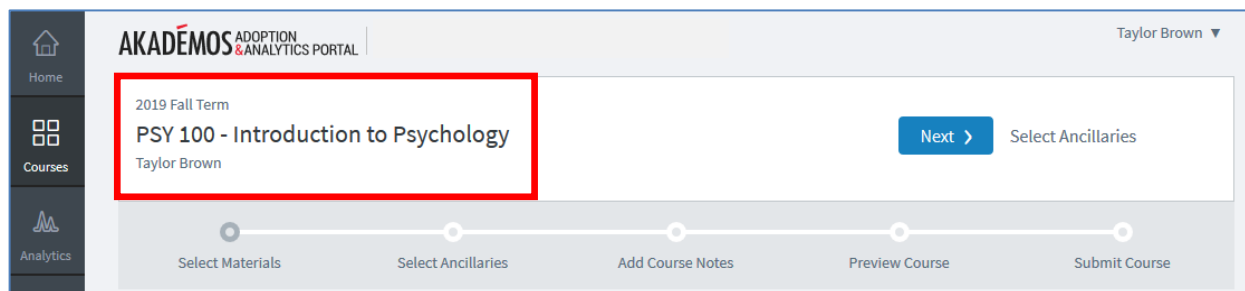 AKADÉMOS ADOPTION & ANALYTICS PORTAL
Taylor Brown ▼
Home
Courses
Analytics
2019 Fall Term
PSY 100 - Introduction to Psychology
Taylor Brown
Next >
Select Ancillaries
Select Materials
Select Ancillaries
Add Course Notes
Preview Course
Submit Course